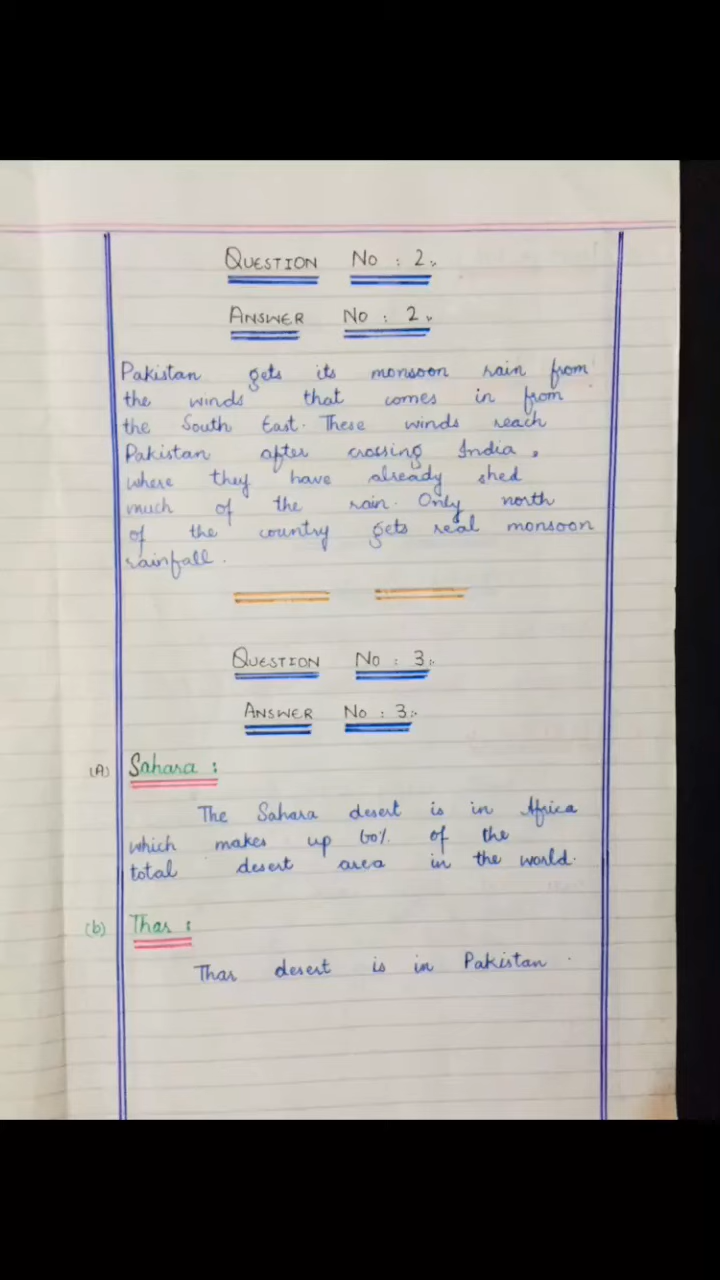 QUESTION No : 2:-
ANSWER No : 2:-
Pakistan gets its monsoon rain from
the winds that comes in from
the South East. These winds reach
Pakistan after crossing India,
where they have already shed
much of the rain. Only north
of the country gets real monsoon
rainfall.
QUESTION No : 3:-
ANSWER No : 3:-
(A) Sahara :
The Sahara desert is in Africa
which makes up 60% of the
total desert area in the world.
(b) Thar :
Thar desert is in Pakistan.